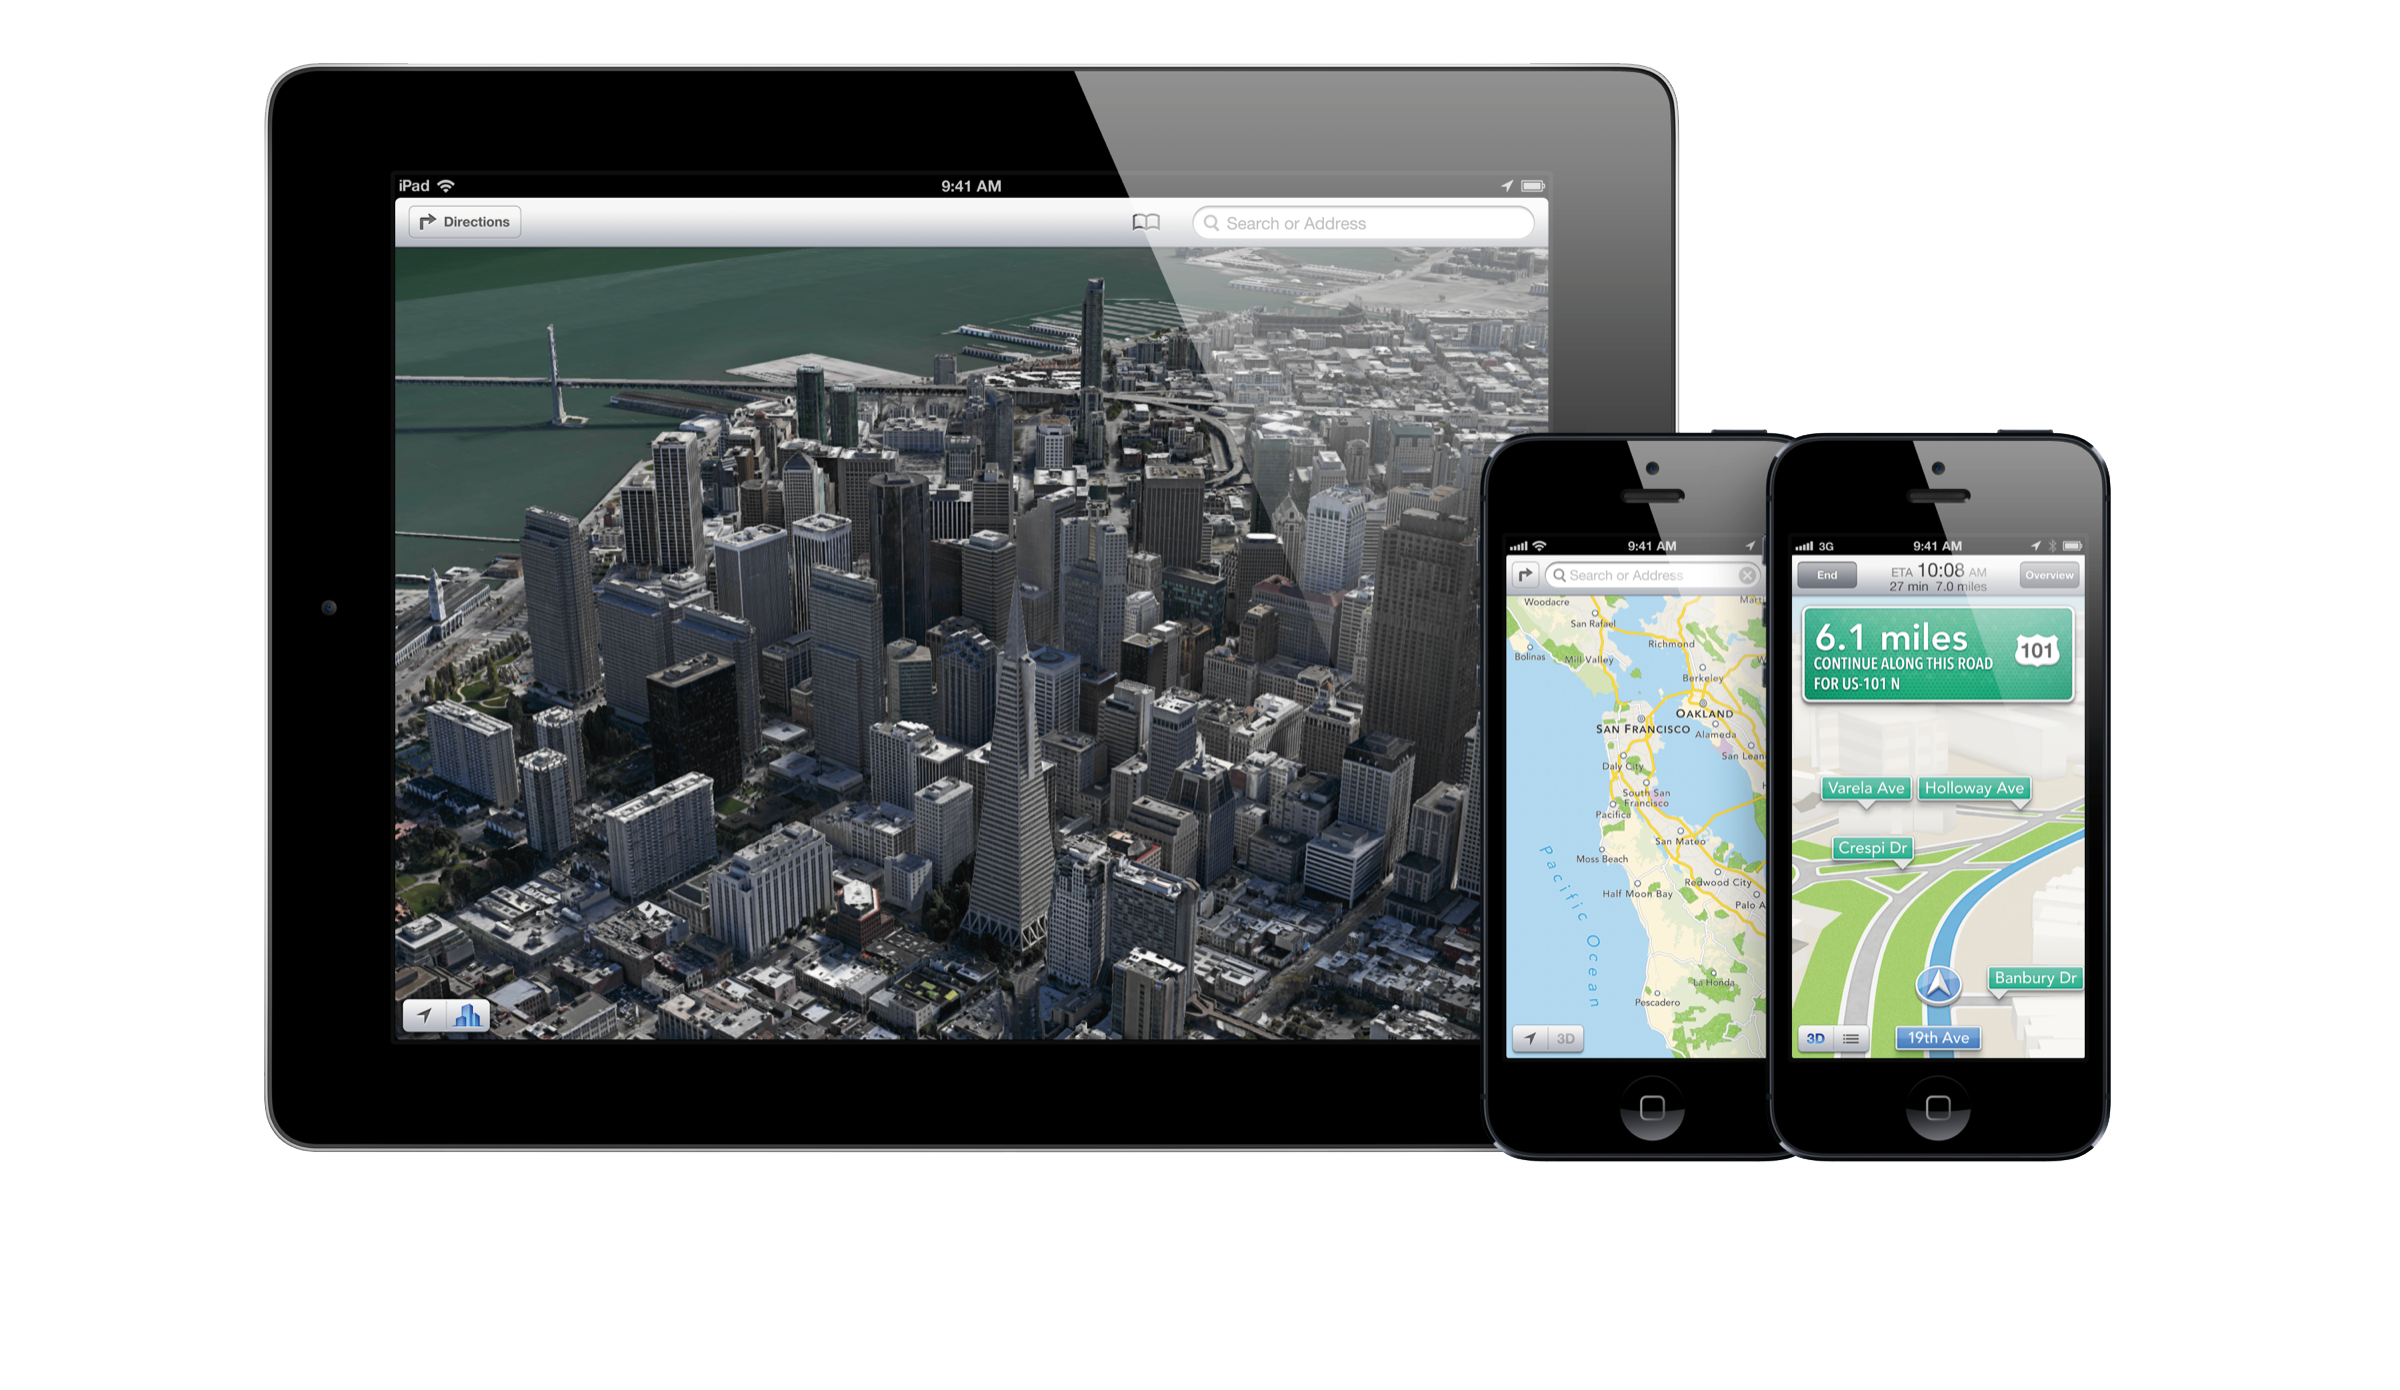 iPad 9:41 AM
Directions Search or Address
9:41 AM
Search or Address
Woodacre
San Rafael
Richmond
Bolinas Mill Valley
Berkeley
OAKLAND
SAN FRANCISCO
Alameda
San Lean
Daly City
South San
Francisco
Pacifica
San Mateo
Moss Beach
Redwood City
Half Moon Bay
Palo A
Pacific Ocean
La Honda
Pescadero
3D
3G 9:41 AM
End ETA 10:08 AM Overview
27 min 7.0 miles
6.1 miles
101
CONTINUE ALONG THIS ROAD
FOR US-101 N
Varela Ave Holloway Ave
Crespi Dr
Banbury Dr
3D 19th Ave